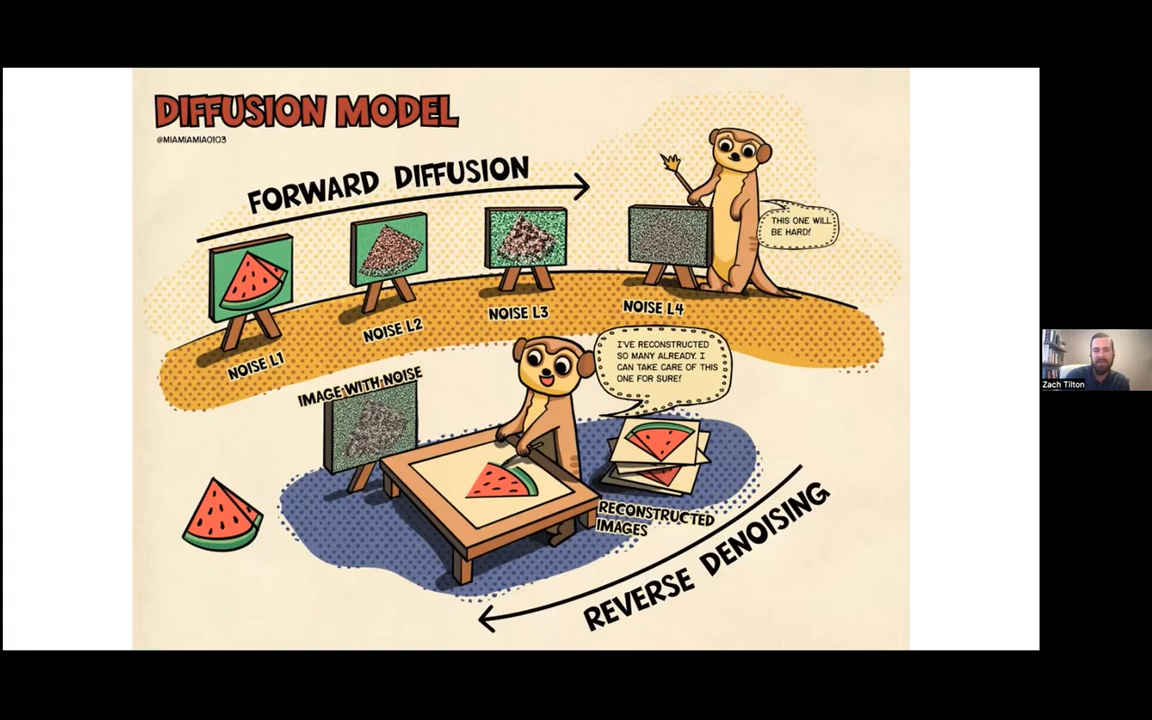 DIFFUSION MODEL
@MIAMIAMIA0103
FORWARD DIFFUSION
THIS ONE WILL
BE HARD!
NOISE L1
NOISE L2
NOISE L3
NOISE L4
I'VE RECONSTRUCTED
SO MANY ALREADY. I
CAN TAKE CARE OF THIS
ONE FOR SURE!
IMAGE WITH NOISE
RECONSTRUCTED
IMAGES
REVERSE DENOISING
Zach Tilton